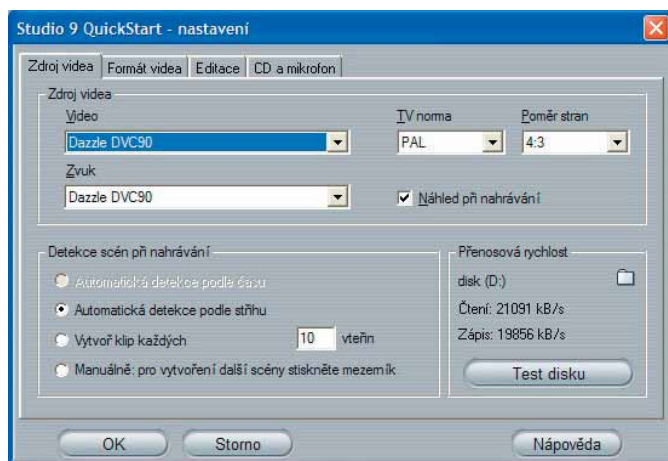 Studio 9 QuickStart - nastavení
Zdroj videa Formát videa Editace CD a mikrofon
Zdroj videa
Video TV norma Poměr stran
Dazzle DVC90 PAL 4:3
Zvuk
Dazzle DVC90 Náhled při nahrávání
Detekce scén při nahrávání Přenosová rychlost
Automatická detekce podle času disk (D:)
Automatická detekce podle střihu Čtení: 21091 kB/s
Vytvoř klip každých 10 vteřin Zápis: 19856 kB/s
Manuálně: pro vytvoření další scény stiskněte mezerník Test disku
OK Storno Nápověda